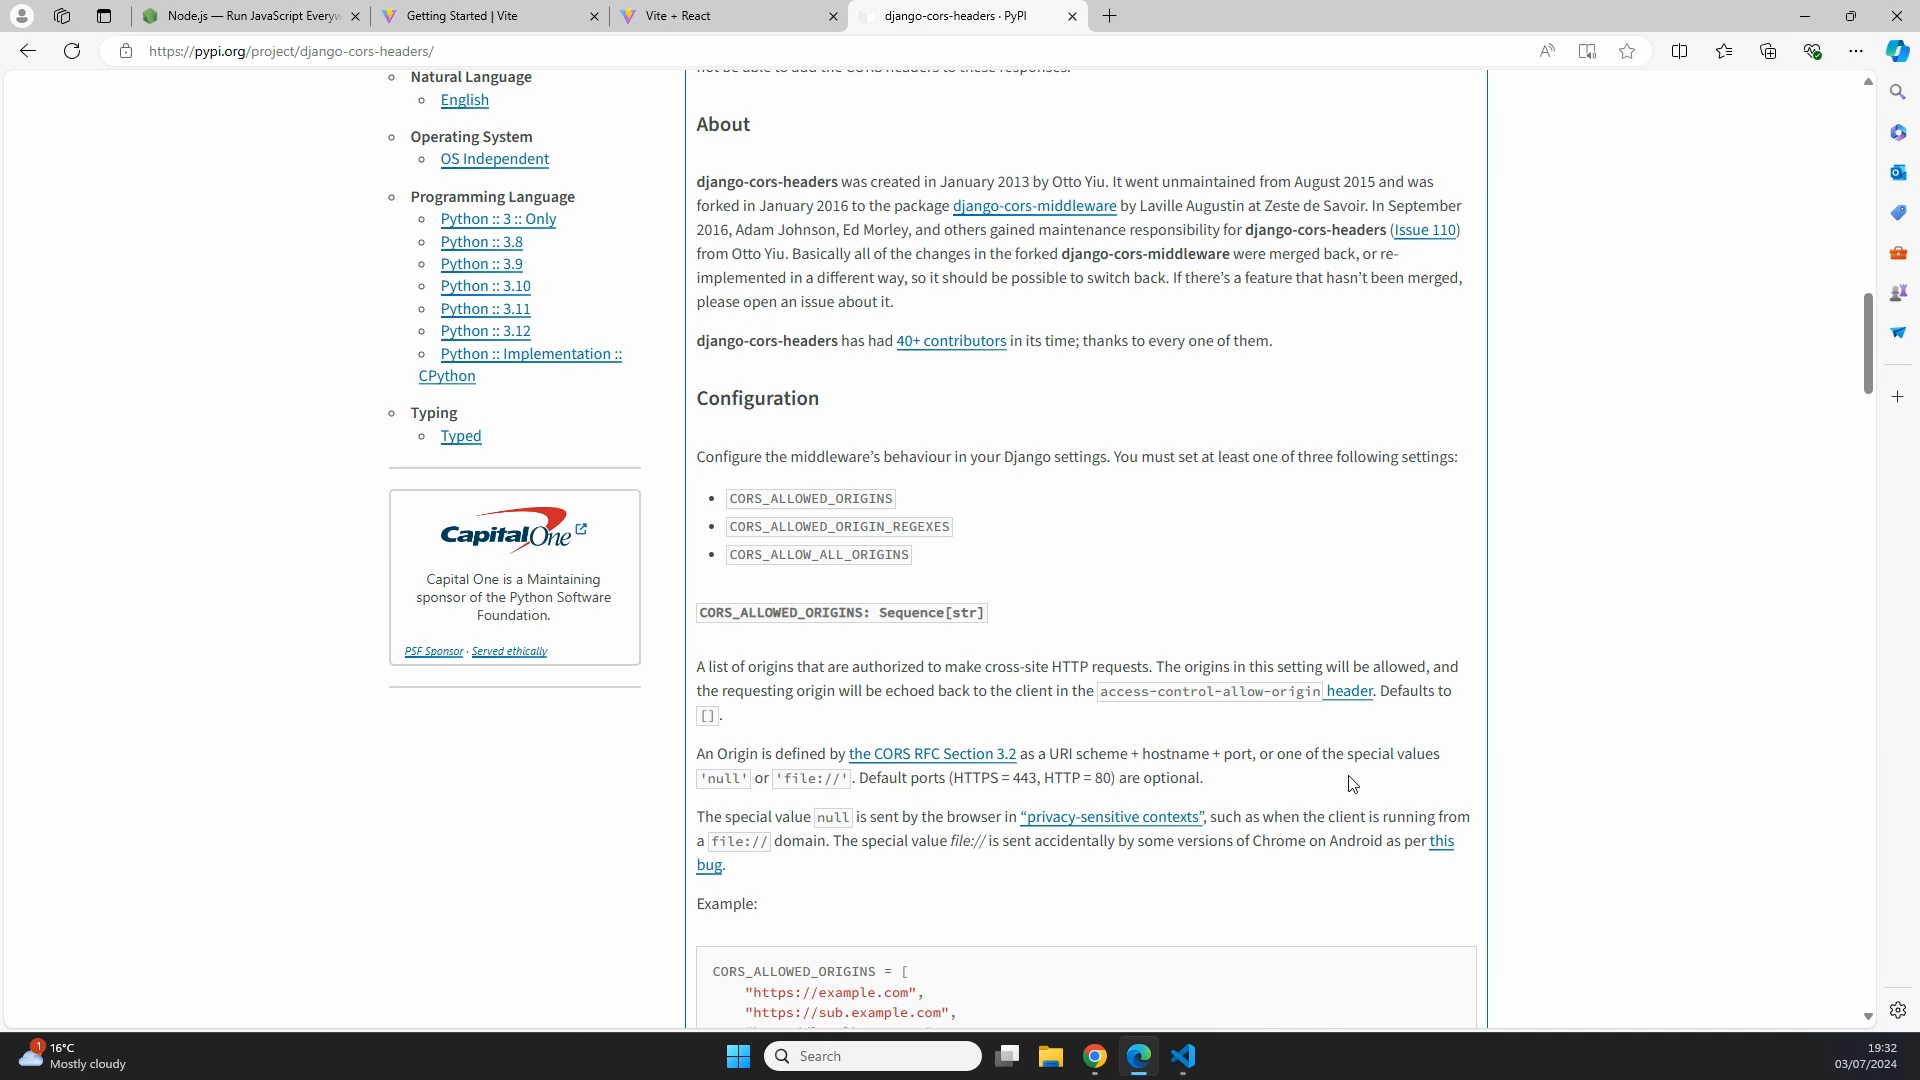 Node.js — Run JavaScript Everyw
Getting Started | Vite
Vite + React
django-cors-headers · PyPI
https://pypi.org/project/django-cors-headers/
Natural Language
English
Operating System
OS Independent
Programming Language
Python :: 3 :: Only
Python :: 3.8
Python :: 3.9
Python :: 3.10
Python :: 3.11
Python :: 3.12
Python :: Implementation ::
CPython
Typing
Typed
CapitalOne
Capital One is a Maintaining
sponsor of the Python Software
Foundation.
PSF Sponsor · Served ethically
not be able to add the CORS headers to these responses.
About
django-cors-headers was created in January 2013 by Otto Yiu. It went unmaintained from August 2015 and was
forked in January 2016 to the package django-cors-middleware by Laville Augustin at Zeste de Savoir. In September
2016, Adam Johnson, Ed Morley, and others gained maintenance responsibility for django-cors-headers (Issue 110)
from Otto Yiu. Basically all of the changes in the forked django-cors-middleware were merged back, or re-
implemented in a different way, so it should be possible to switch back. If there’s a feature that hasn’t been merged,
please open an issue about it.
django-cors-headers has had 40+ contributors in its time; thanks to every one of them.
Configuration
Configure the middleware’s behaviour in your Django settings. You must set at least one of three following settings:
CORS_ALLOWED_ORIGINS
CORS_ALLOWED_ORIGIN_REGEXES
CORS_ALLOW_ALL_ORIGINS
CORS_ALLOWED_ORIGINS: Sequence[str]
A list of origins that are authorized to make cross-site HTTP requests. The origins in this setting will be allowed, and
the requesting origin will be echoed back to the client in the access-control-allow-origin header. Defaults to
[].
An Origin is defined by the CORS RFC Section 3.2 as a URI scheme + hostname + port, or one of the special values
'null' or 'file://'. Default ports (HTTPS = 443, HTTP = 80) are optional.
The special value null is sent by the browser in “privacy-sensitive contexts”, such as when the client is running from
a file:// domain. The special value file:// is sent accidentally by some versions of Chrome on Android as per this
bug.
Example:
CORS_ALLOWED_ORIGINS = [
"https://example.com",
"https://sub.example.com",
1
16°C
Mostly cloudy
Search
19:32
03/07/2024